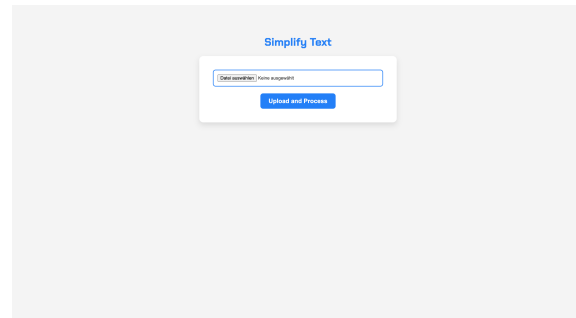 Simplify Text
Datei auswählen Keine ausgewählt
Upload and Process